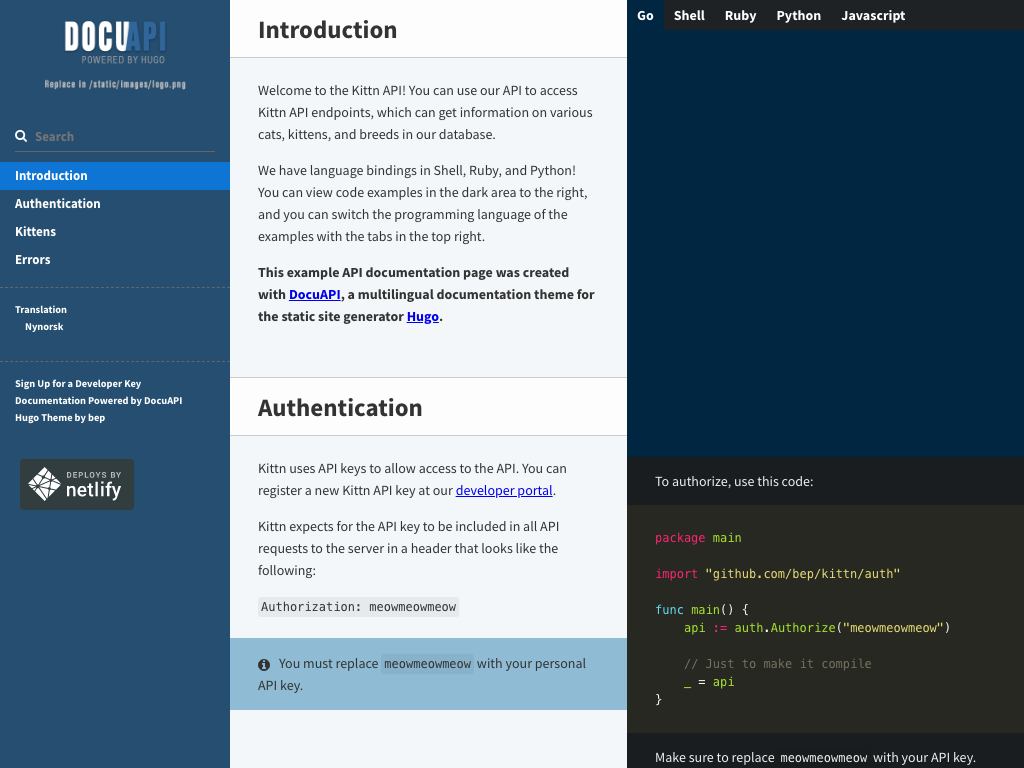 DOCUAPI
POWERED BY HUGO
Replace in /static/images/logo.png
Search
Introduction
Authentication
Kittens
Errors
Translation
Nynorsk
Sign Up for a Developer Key
Documentation Powered by DocuAPI
Hugo Theme by bep
DEPLOYS BY
netlify
Introduction
Welcome to the Kittn API! You can use our API to access
Kittn API endpoints, which can get information on various
cats, kittens, and breeds in our database.
We have language bindings in Shell, Ruby, and Python!
You can view code examples in the dark area to the right,
and you can switch the programming language of the
examples with the tabs in the top right.
This example API documentation page was created
with DocuAPI, a multilingual documentation theme for
the static site generator Hugo.
Authentication
Kittn uses API keys to allow access to the API. You can
register a new Kittn API key at our developer portal.
Kittn expects for the API key to be included in all API
requests to the server in a header that looks like the
following:
Authorization: meowmeowmeow
You must replace meowmeowmeow with your personal
API key.
Go Shell Ruby Python Javascript
To authorize, use this code:
package main
import "github.com/bep/kittn/auth"
func main() {
    api := auth.Authorize("meowmeowmeow")
    // Just to make it compile
    _ = api
}
Make sure to replace meowmeowmeow with your API key.